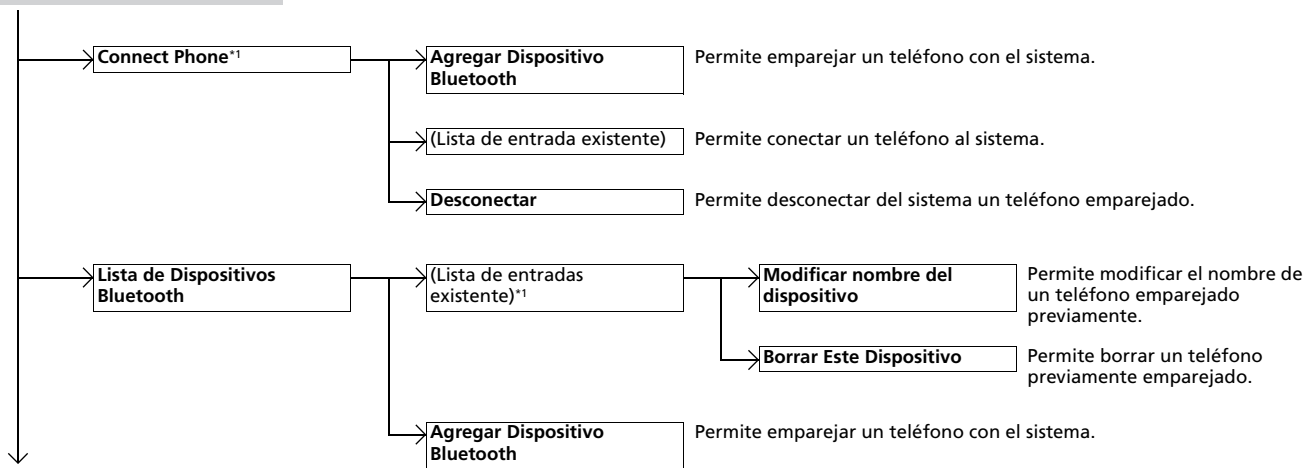 Connect Phone*1
Agregar Dispositivo
Bluetooth
Permite emparejar un teléfono con el sistema.
(Lista de entrada existente)
Permite conectar un teléfono al sistema.
Desconectar
Permite desconectar del sistema un teléfono emparejado.
Lista de Dispositivos
Bluetooth
(Lista de entradas
existente)*1
Modificar nombre del
dispositivo
Permite modificar el nombre de
un teléfono emparejado
previamente.
Borrar Este Dispositivo
Permite borrar un teléfono
previamente emparejado.
Agregar Dispositivo
Bluetooth
Permite emparejar un teléfono con el sistema.